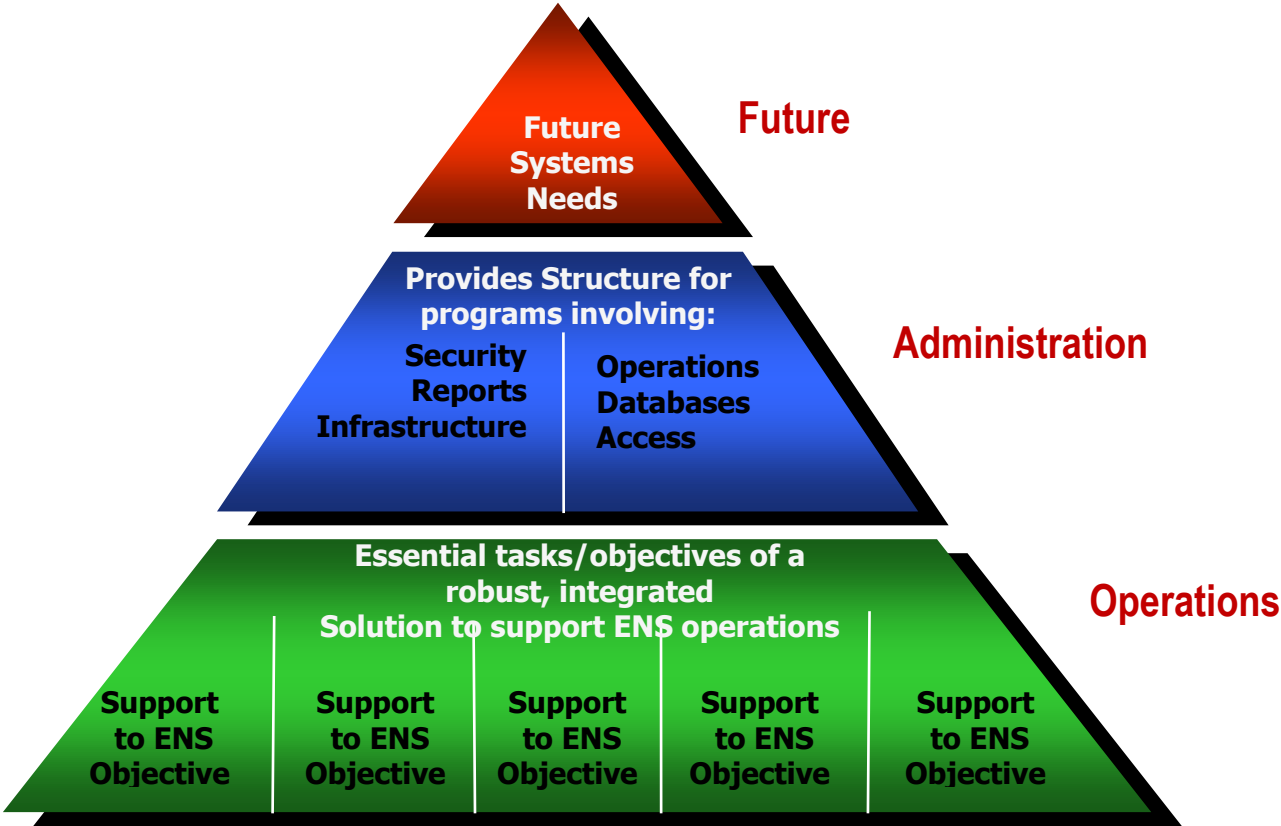 Future
Systems
Needs
Future
Provides Structure for
programs involving:
Security
Reports
Infrastructure
Operations
Databases
Access
Administration
Essential tasks/objectives of a
robust, integrated
Solution to support ENS operations
Operations
Support
to ENS
Objective
Support
to ENS
Objective
Support
to ENS
Objective
Support
to ENS
Objective
Support
to ENS
Objective